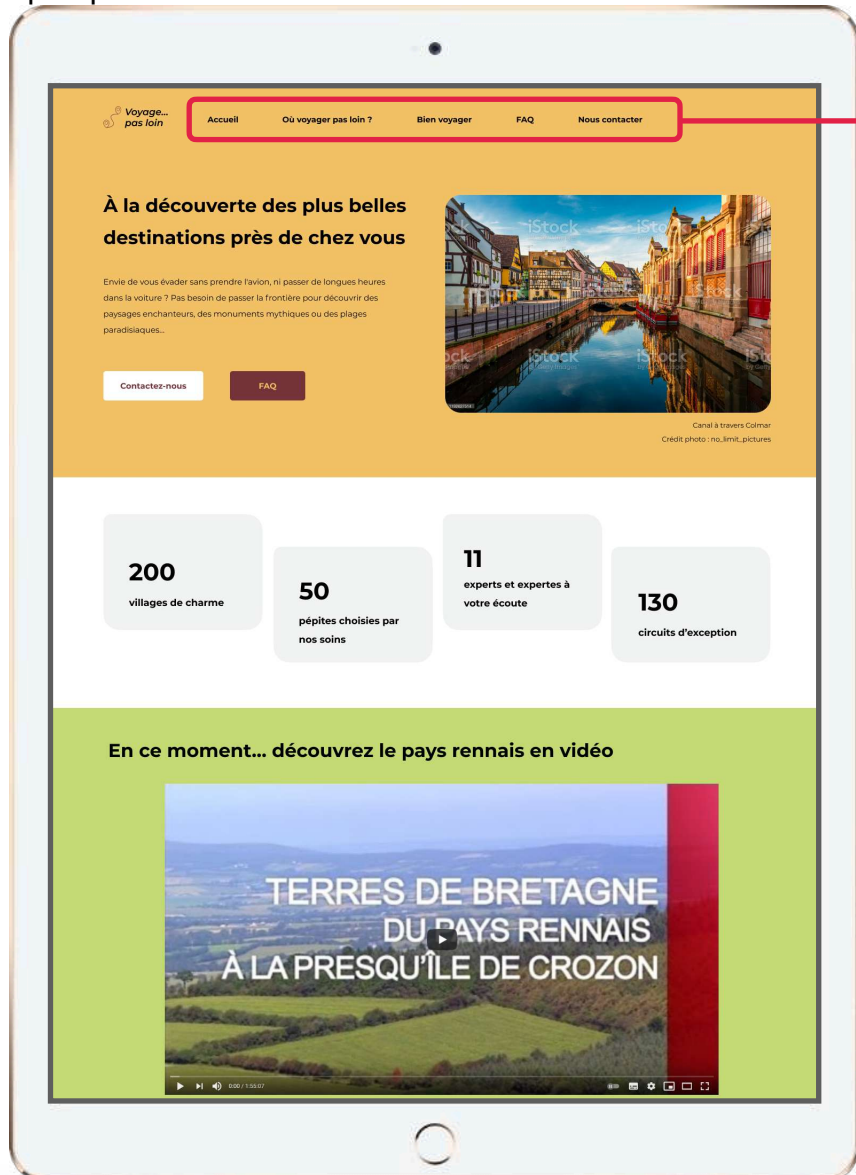 Voyage...
pas loin
Accueil
Où voyager pas loin ?
Bien voyager
FAQ
Nous contacter
À la découverte des plus belles
destinations près de chez vous
Envie de vous évader sans prendre l'avion, ni passer de longues heures
dans la voiture ? Pas besoin de passer la frontière pour découvrir des
paysages enchanteurs, des monuments mythiques ou des plages
paradisiaques...
Contactez-nous
FAQ
iStock
iStock
iStock
iStock
Canal à travers Colmar
Crédit photo : no_limit_pictures
200
villages de charme
50
pépites choisies par
nos soins
11
experts et expertes à
votre écoute
130
circuits d'exception
En ce moment... découvrez le pays rennais en vidéo
TERRES DE BRETAGNE
DU PAYS RENNAIS
À LA PRESQU'ÎLE DE CROZON
0:00 / 1:55:07